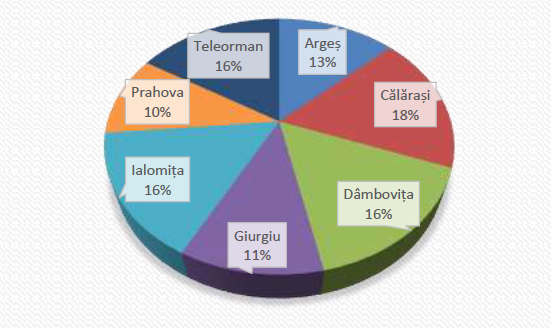 Teleorman
16%
Argeș
13%
Prahova
10%
Călărași
18%
Ialomița
16%
Dâmbovița
16%
Giurgiu
11%